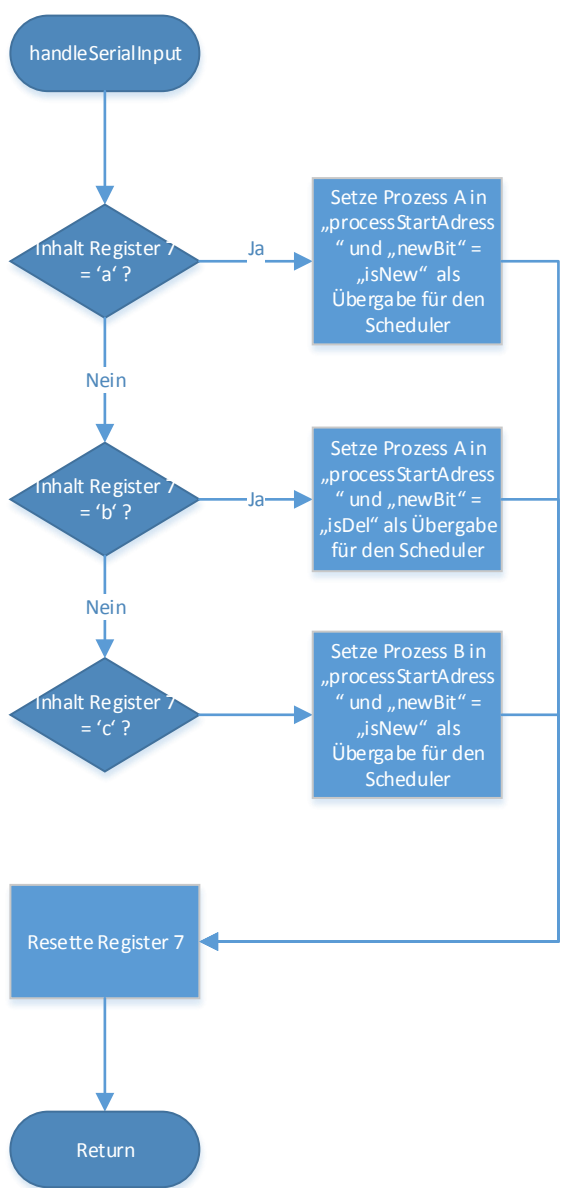 handleSerialInput
Inhalt Register 7
= ‘a‘ ?
Ja
Setze Prozess A in
„processStartAdress
“ und „newBit“ =
„isNew“ als
Übergabe für den
Scheduler
Nein
Inhalt Register 7
= ‘b‘ ?
Ja
Setze Prozess A in
„processStartAdress
“ und „newBit“ =
„isDel“ als Übergabe
für den Scheduler
Nein
Inhalt Register 7
= ‘c‘ ?
Setze Prozess B in
„processStartAdress
“ und „newBit“ =
„isNew“ als
Übergabe für den
Scheduler
Resette Register 7
Return